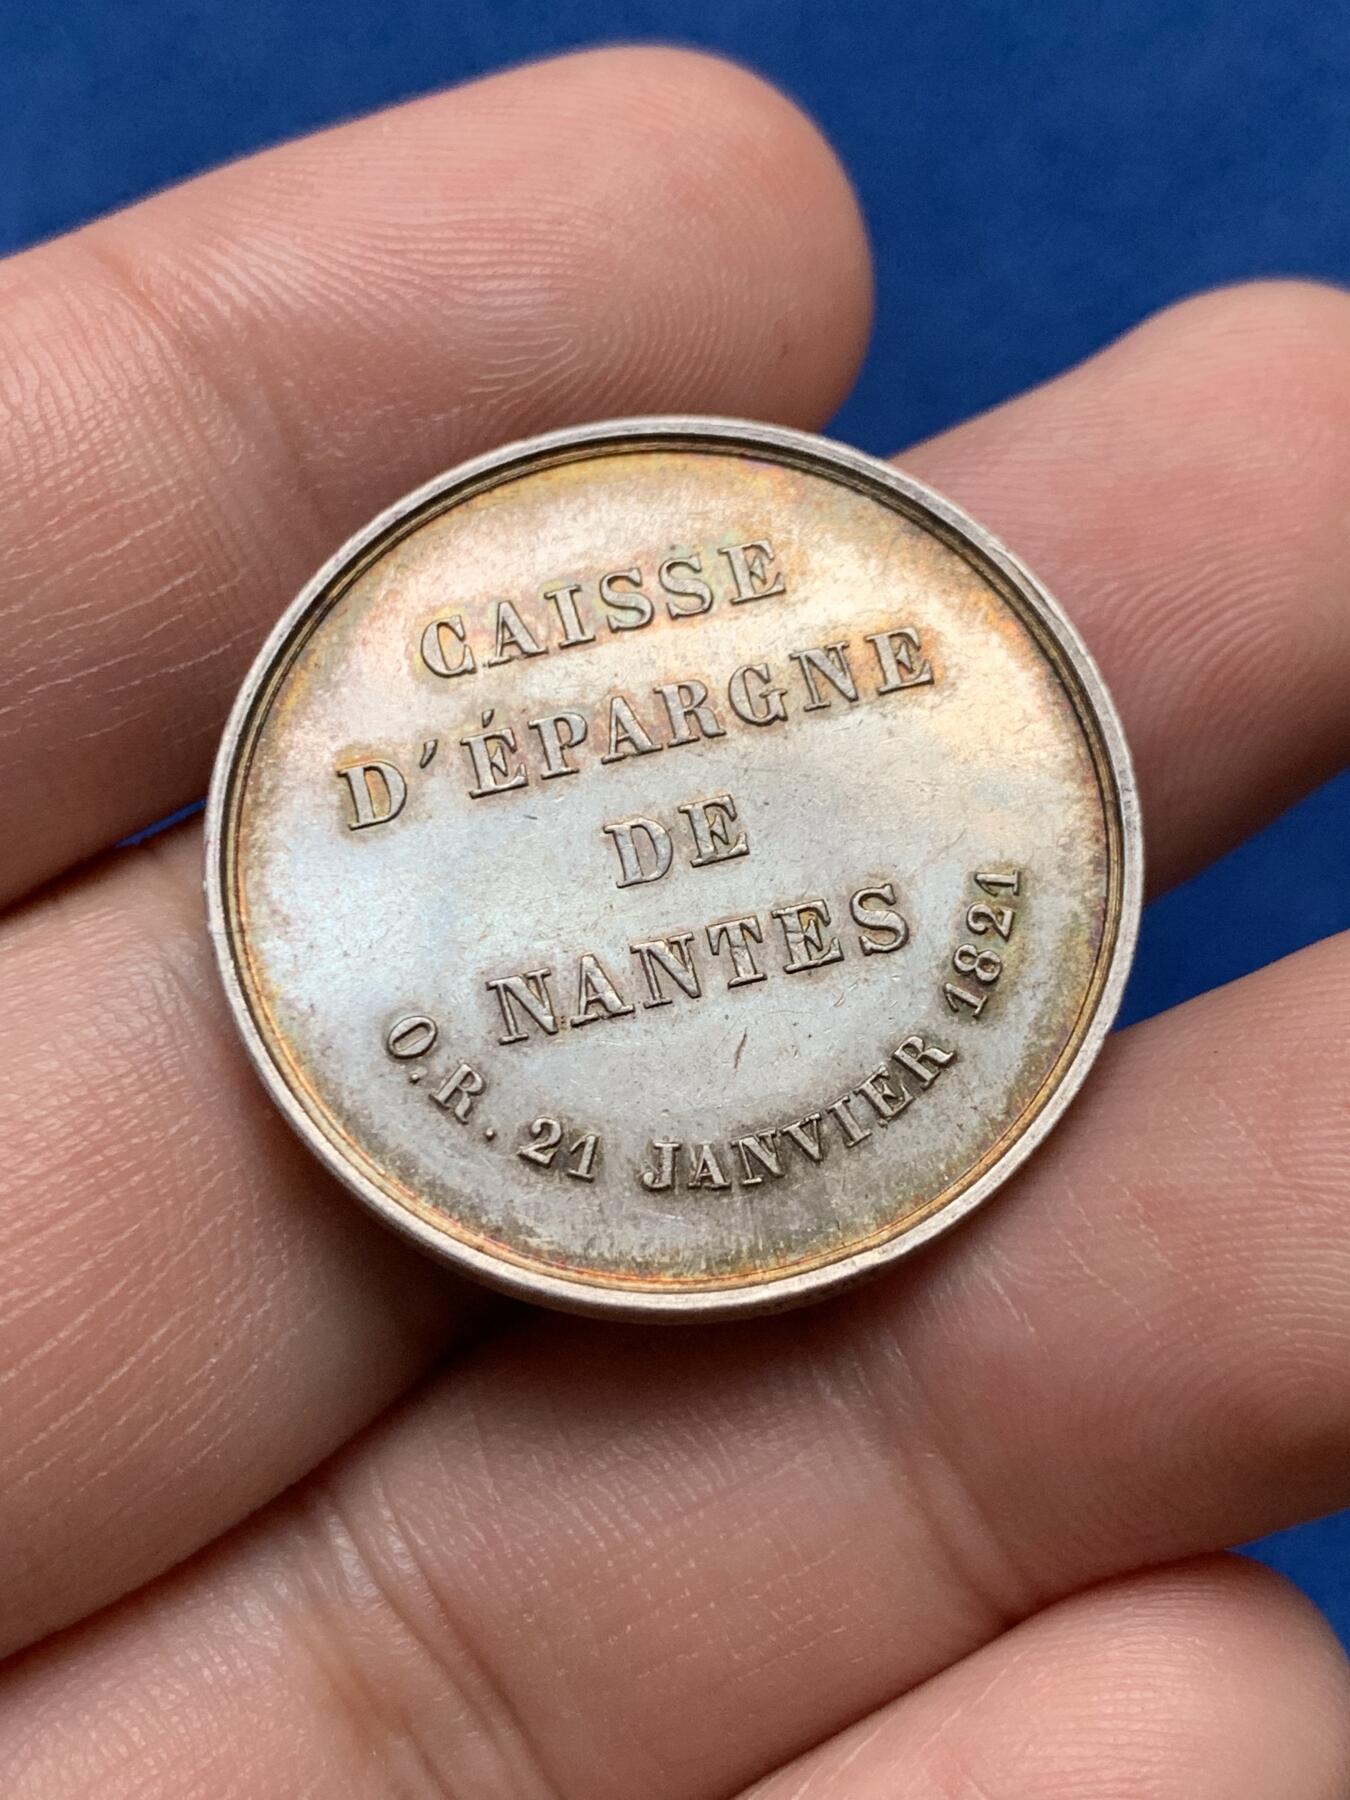 CAISSE
D'ÉPARGNE
DE
NANTES
O.R. 21 JANVIER 1821